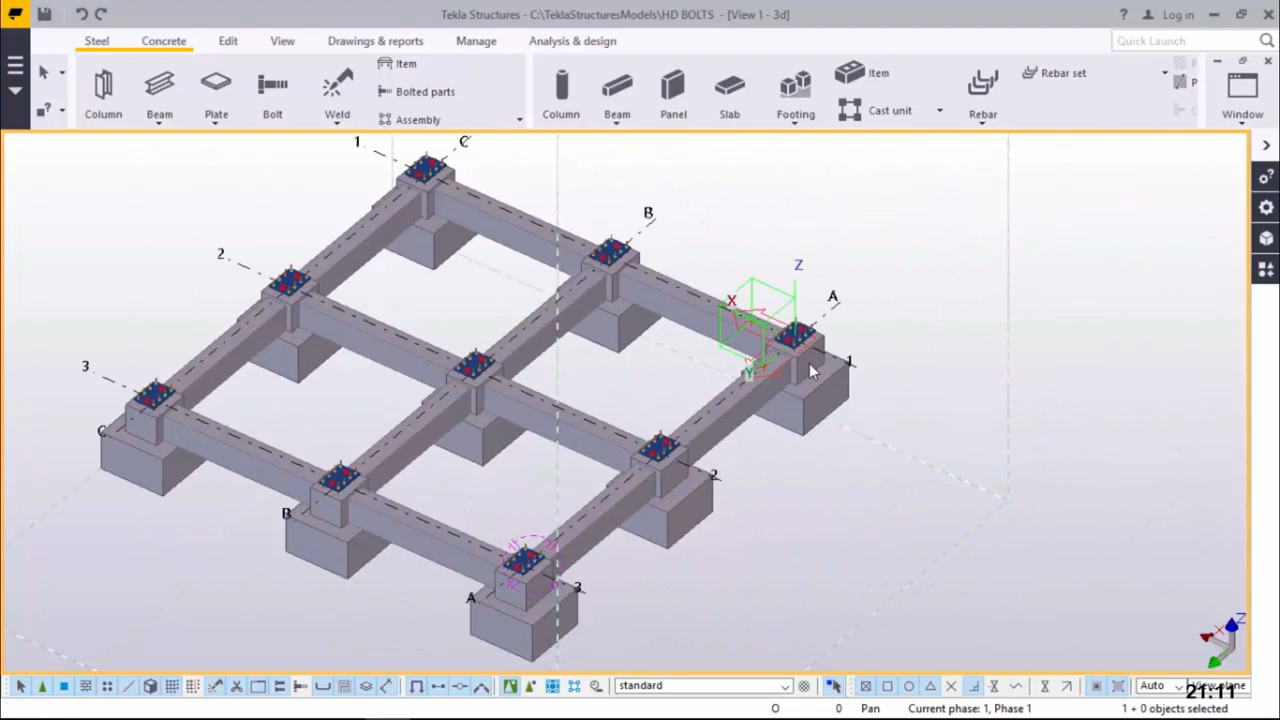 Tekla Structures - C:\TeklaStructuresModels\HD BOLTS - [View 1 - 3d]
? Log in
Steel Concrete Edit View Drawings & reports Manage Analysis & design
Quick Launch
Column Beam Plate Bolt Weld
Item
Bolted parts
Assembly
Column Beam Panel Slab Footing
Item
Cast unit
Rebar
Rebar set
Window
1 C
B
2
Z
X A
3
Y 1
C
2
B
3
A
Z
X
standard
Auto
View plane
21:11
O 0 Pan Current phase: 1, Phase 1 1 + 0 objects selected